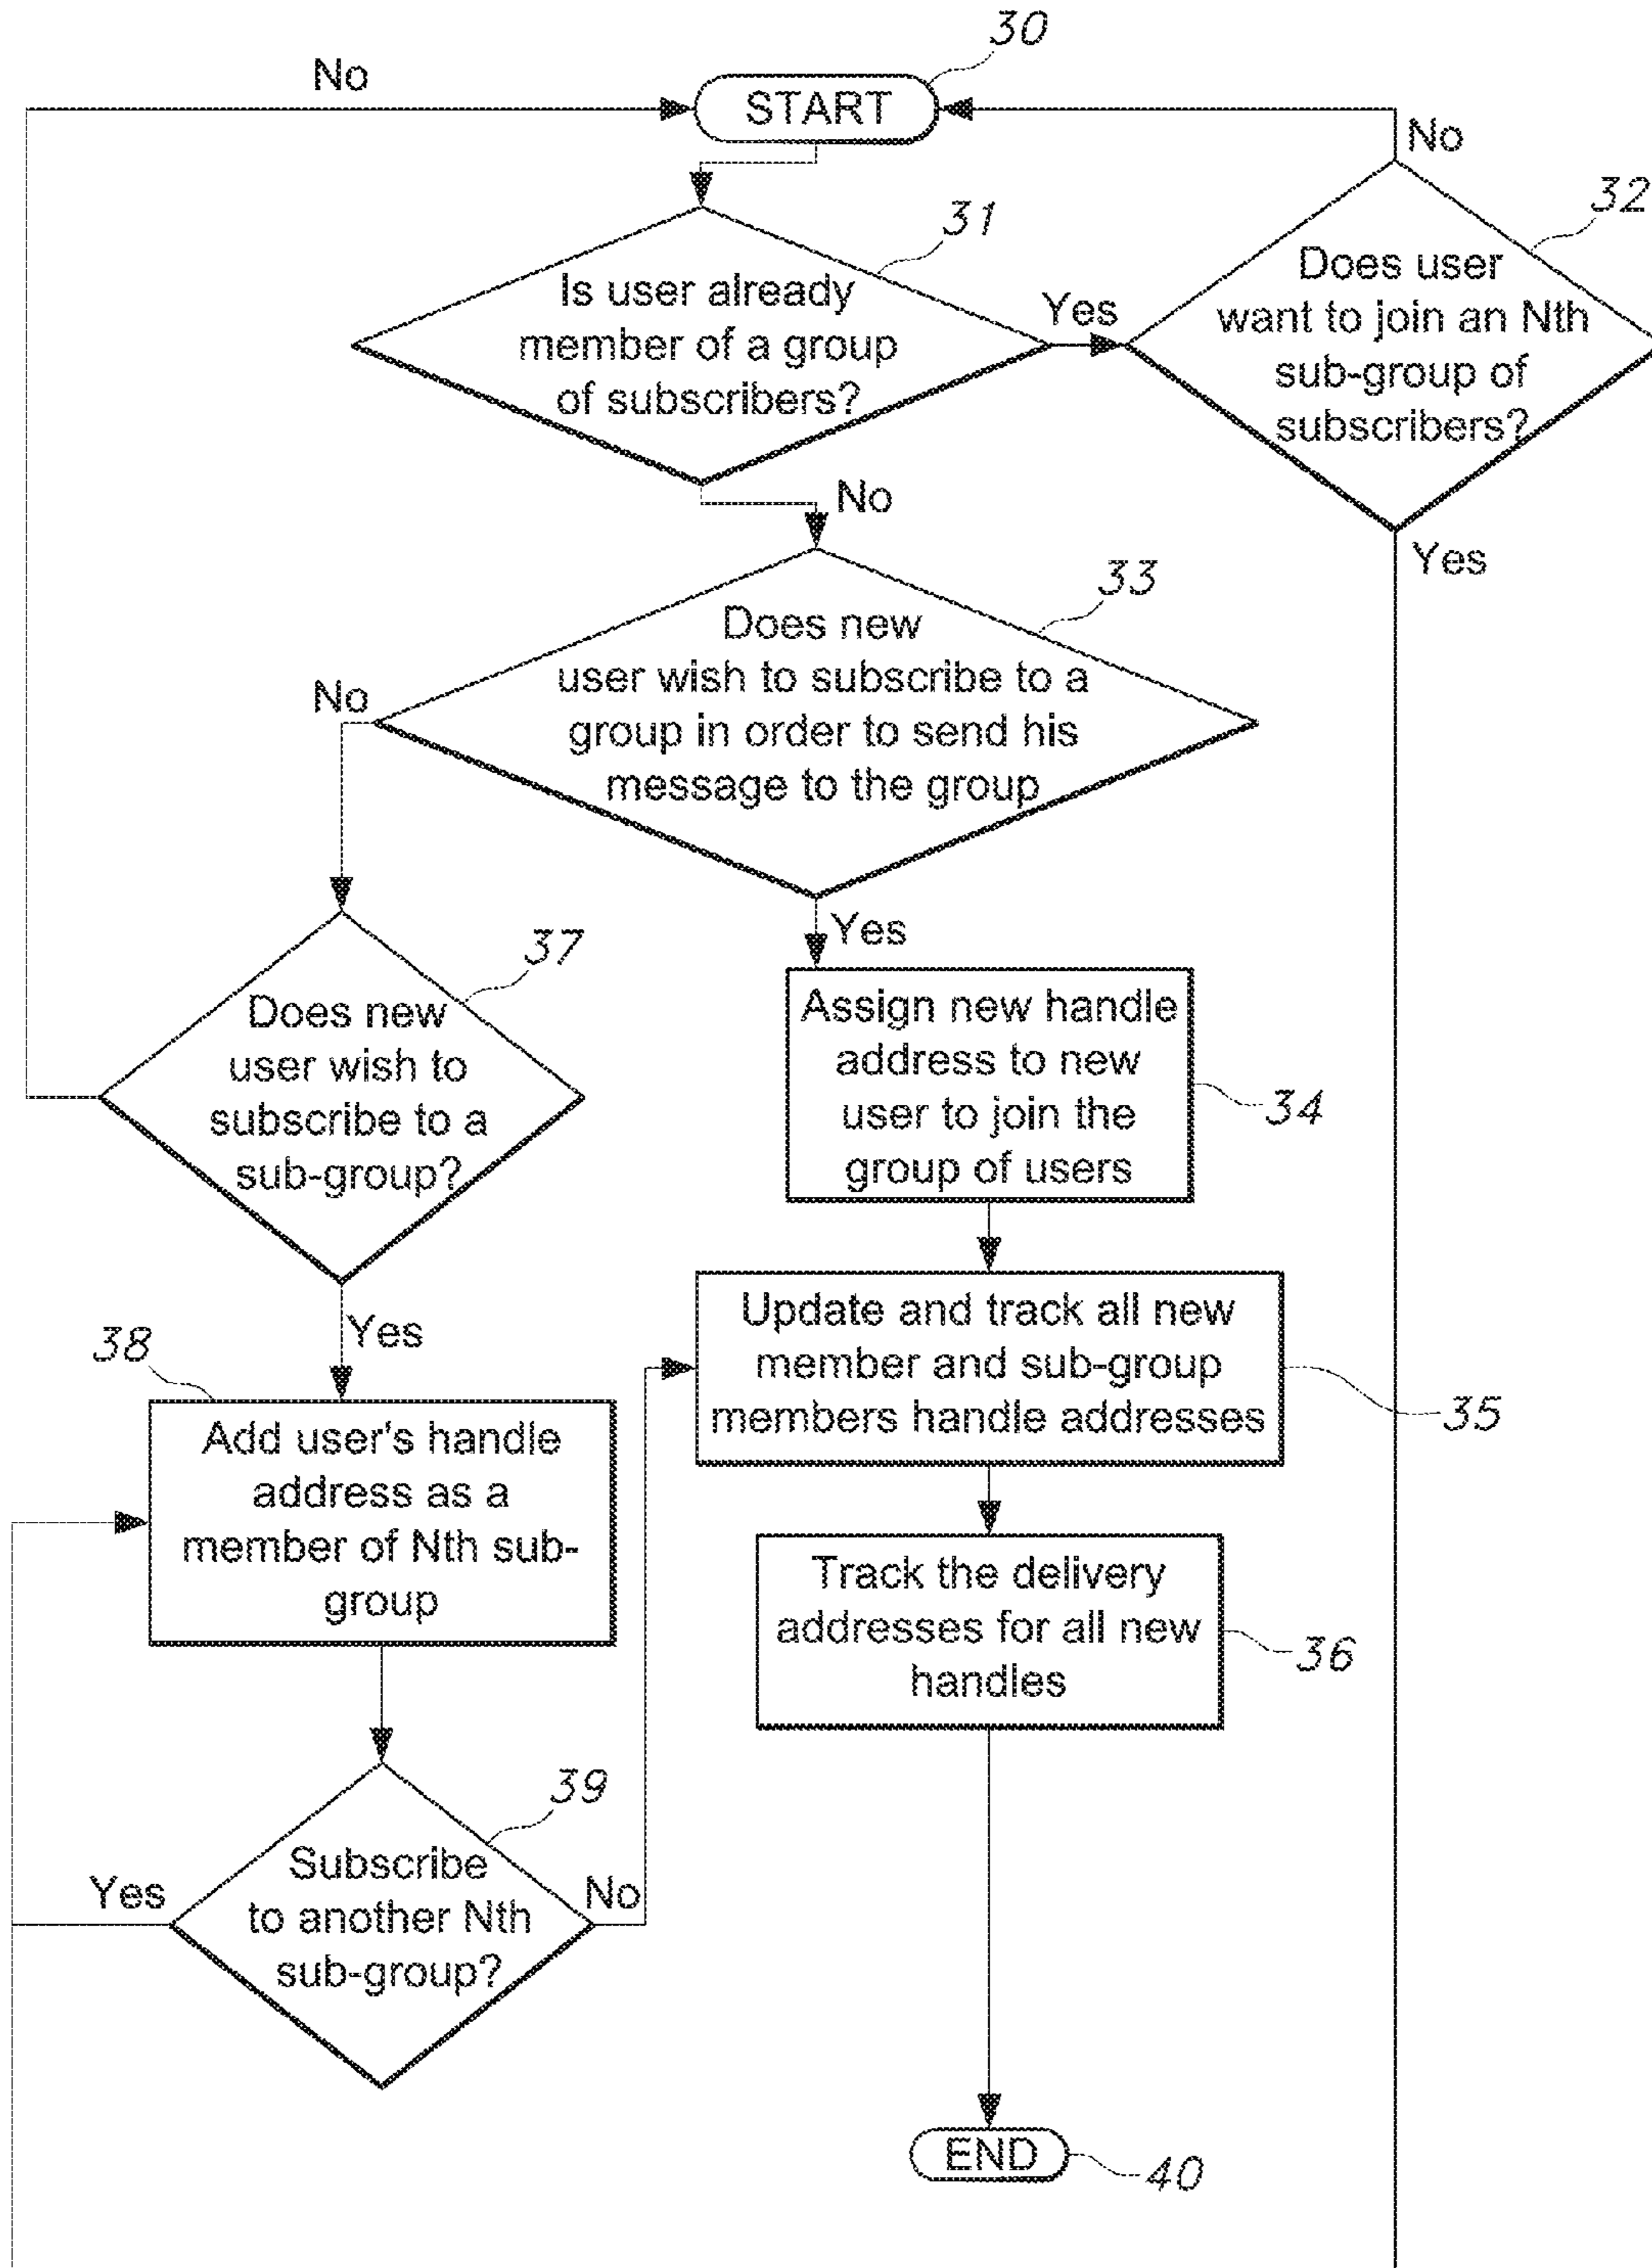 30
No
START
No
32
31
Does user
want to join an Nth
sub-group of
subscribers?
Is user already
member of a group
of subscribers?
Yes
No
Yes
33
Does new
user wish to subscribe to a
group in order to send his
message to the group
No
Yes
37
Does new
user wish to
subscribe to a
sub-group?
Assign new handle
address to new
user to join the
group of users
34
Yes
38
Update and track all new
member and sub-group
members handle addresses
35
Add user's handle
address as a
member of Nth sub-
group
Track the delivery
addresses for all new
handles
36
39
Subscribe
to another Nth
sub-group?
Yes
No
END
40